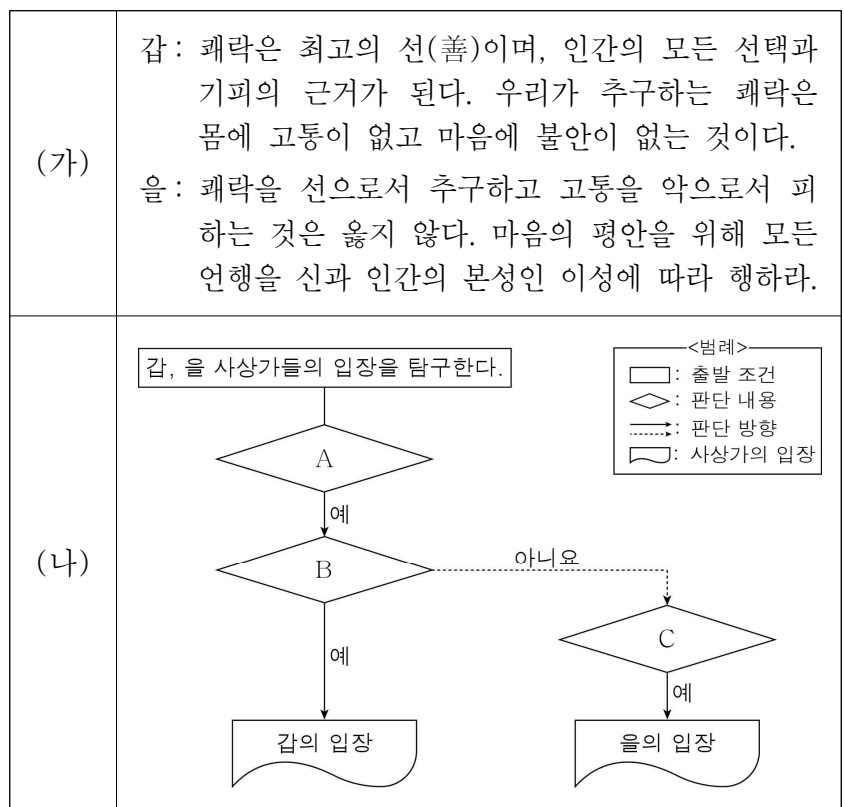 (가)
갑: 쾌락은 최고의 선(善)이며, 인간의 모든 선택과
기피의 근거가 된다. 우리가 추구하는 쾌락은
몸에 고통이 없고 마음에 불안이 없는 것이다.
을: 쾌락을 선으로서 추구하고 고통을 악으로서 피
하는 것은 옳지 않다. 마음의 평안을 위해 모든
언행을 신과 인간의 본성인 이성에 따라 행하라.
(나)
갑, 을 사상가들의 입장을 탐구한다.
<범례>
: 출발 조건
: 판단 내용
: 판단 방향
: 사상가의 입장
A
예
B
아니요
C
예
예
갑의 입장
을의 입장